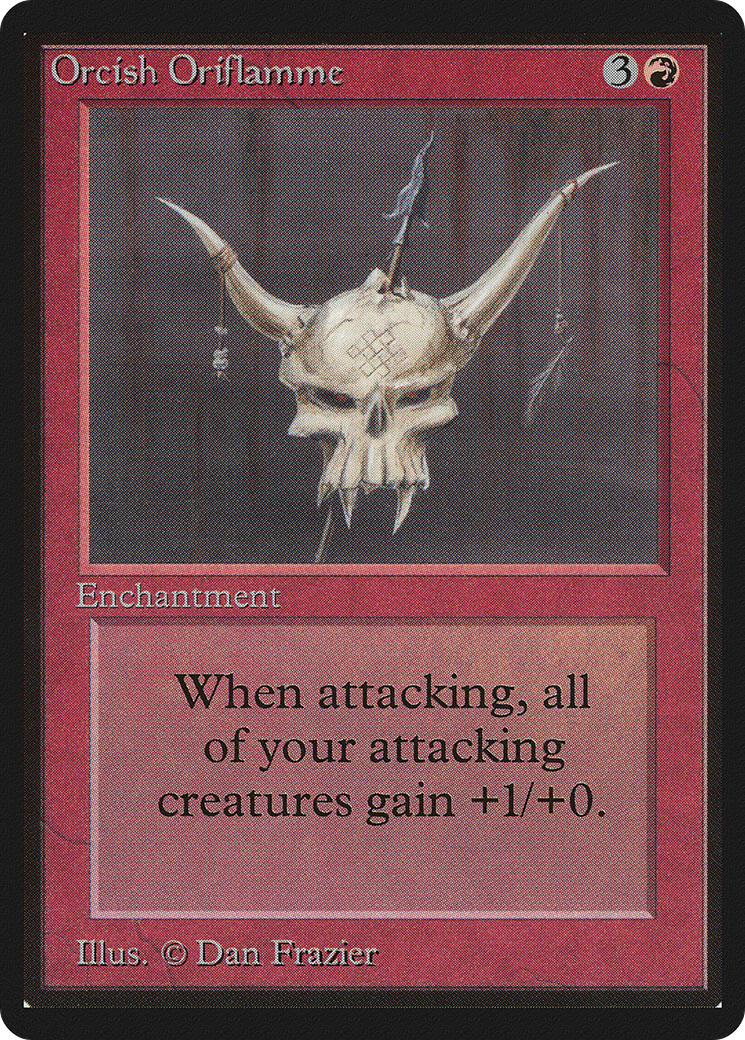 Orcish Oriflamme 3
Enchantment
When attacking, all
of your attacking
creatures gain +1/+0.
Illus. © Dan Frazier